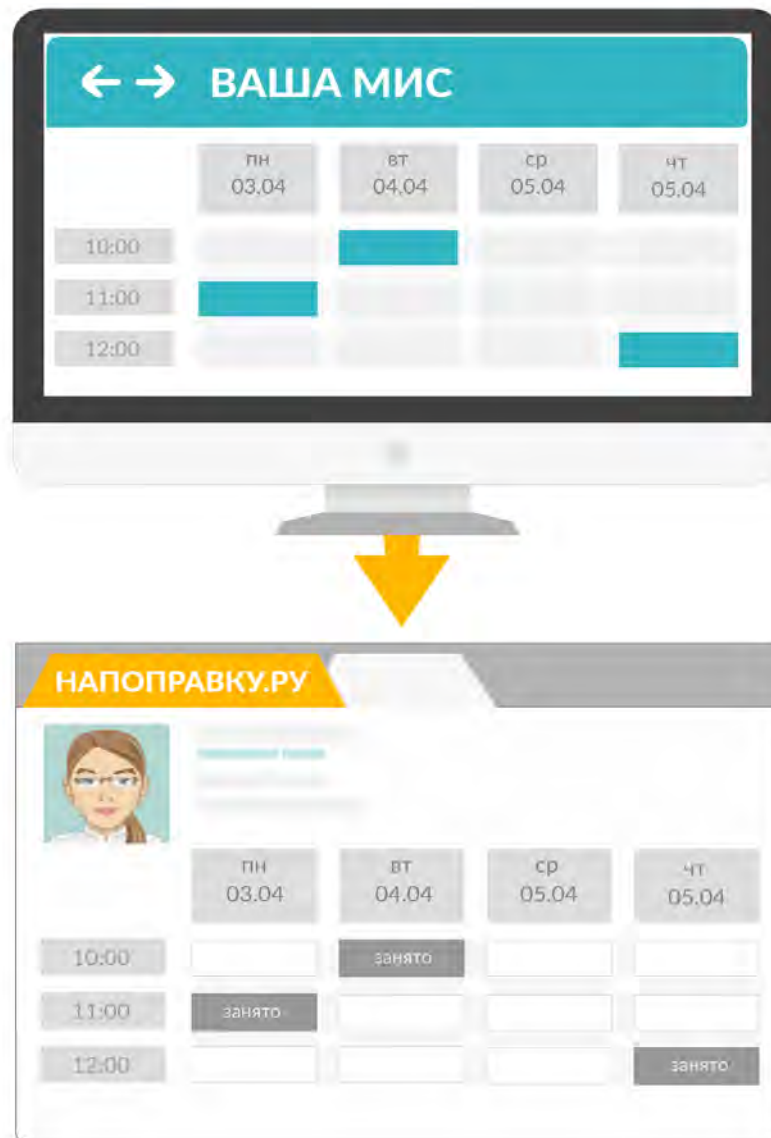 ← → ВАША МИС
пн вт ср чт
03.04 04.04 05.04 05.04
10:00
11:00
12:00
НАПОПРАВКУ.РУ
пн вт ср чт
03.04 04.04 05.04 05.04
10:00 занято
11:00 занято
12:00 занято